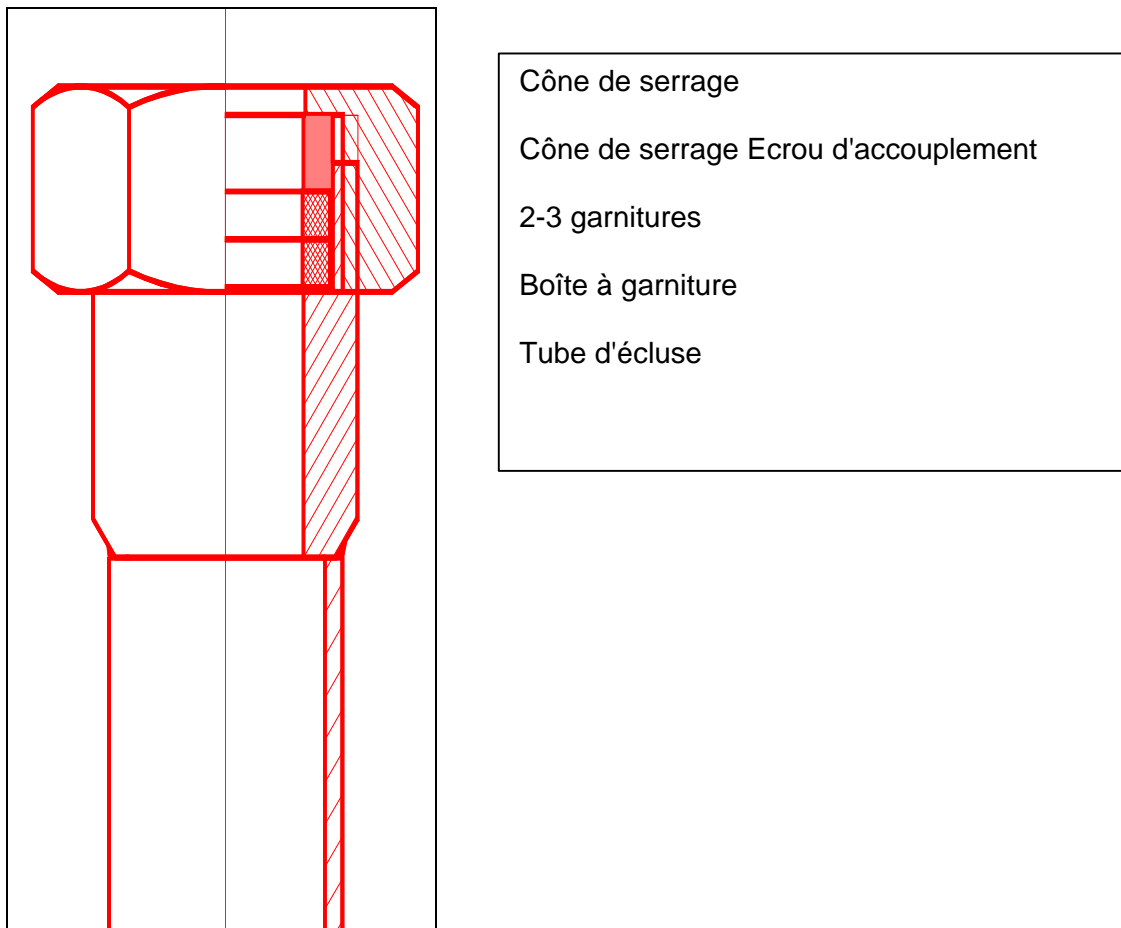 Cône de serrage
Cône de serrage Ecrou d'accouplement
2-3 garnitures
Boîte à garniture
Tube d'écluse